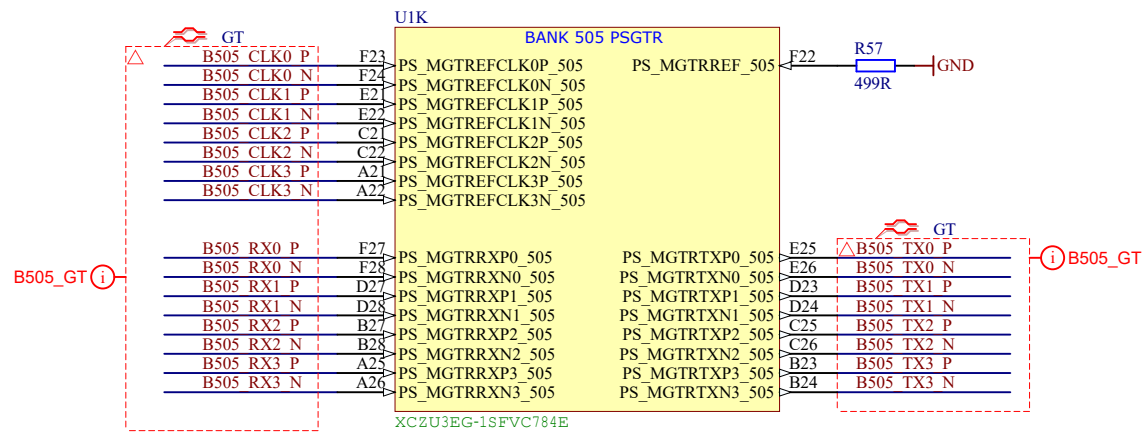 U1K
GT
BANK 505 PSGTR
B505_CLK0_P F23 PS_MGTREFCLK0P_505 PS_MGTRREF_505 F22 R57 499R GND
B505_CLK0_N F24 PS_MGTREFCLK0N_505
B505_CLK1_P E21 PS_MGTREFCLK1P_505
B505_CLK1_N E22 PS_MGTREFCLK1N_505
B505_CLK2_P C21 PS_MGTREFCLK2P_505
B505_CLK2_N C22 PS_MGTREFCLK2N_505
B505_CLK3_P A21 PS_MGTREFCLK3P_505
B505_CLK3_N A22 PS_MGTREFCLK3N_505
GT
B505_RX0_P F27 PS_MGTRRXP0_505 PS_MGTRTXP0_505 E25 B505_TX0_P
B505_GT i B505_RX0_N F28 PS_MGTRRXN0_505 PS_MGTRTXN0_505 E26 B505_TX0_N i B505_GT
B505_RX1_P D27 PS_MGTRRXP1_505 PS_MGTRTXP1_505 D23 B505_TX1_P
B505_RX1_N D28 PS_MGTRRXN1_505 PS_MGTRTXN1_505 D24 B505_TX1_N
B505_RX2_P B27 PS_MGTRRXP2_505 PS_MGTRTXP2_505 C25 B505_TX2_P
B505_RX2_N B28 PS_MGTRRXN2_505 PS_MGTRTXN2_505 C26 B505_TX2_N
B505_RX3_P A25 PS_MGTRRXP3_505 PS_MGTRTXP3_505 B23 B505_TX3_P
B505_RX3_N A26 PS_MGTRRXN3_505 PS_MGTRTXN3_505 B24 B505_TX3_N
XCZU3EG-1SFVC784E